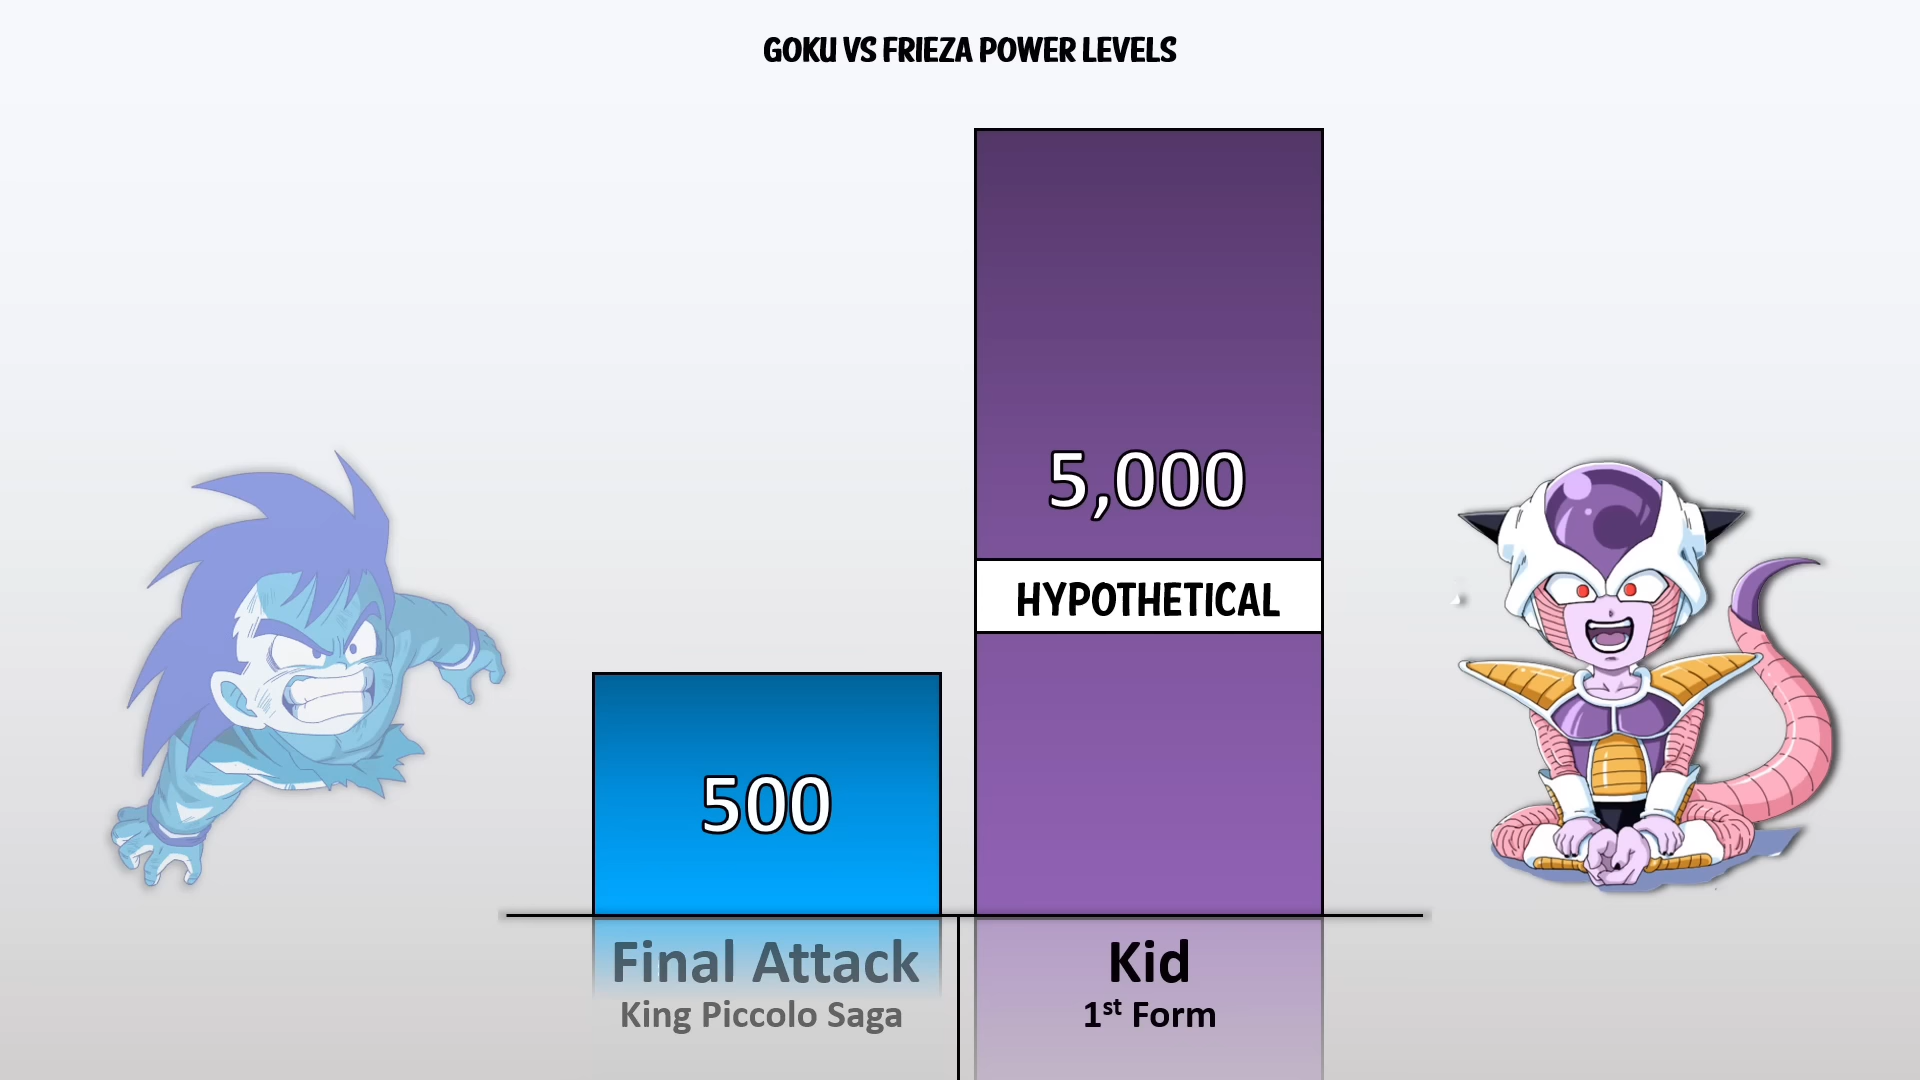 GOKU VS FRIEZA POWER LEVELS
5,000
HYPOTHETICAL
500
Final Attack
King Piccolo Saga
Kid
1st Form